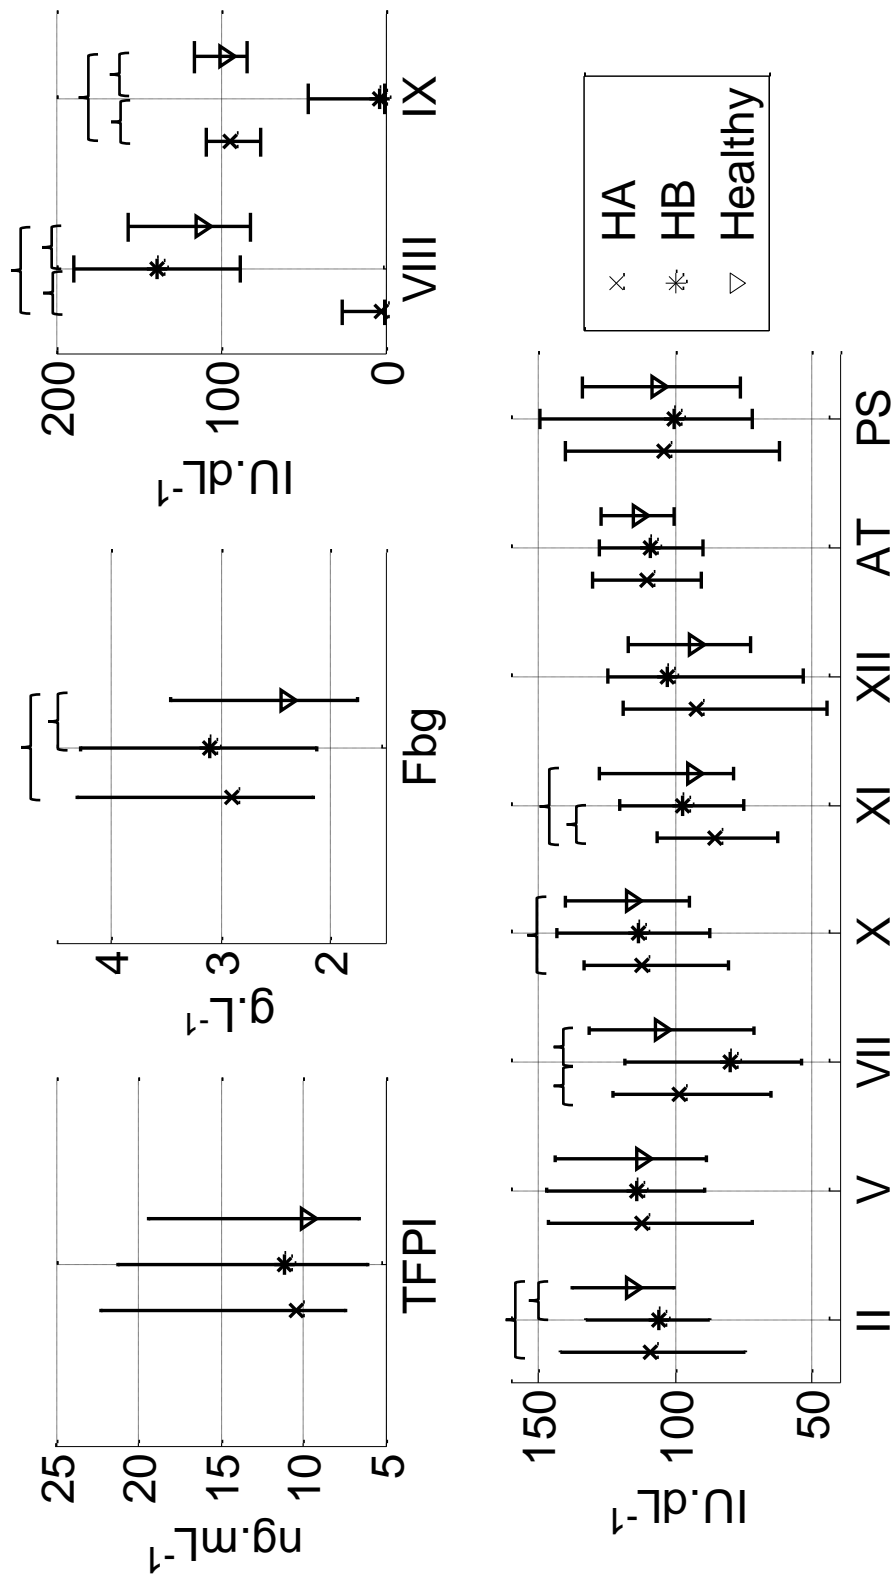 25
20
15
10
5
ng.mL-1
TFPI
4
3
2
g.L-1
Fbg
200
100
0
IU.dL-1
VIII IX
150
100
50
IU.dL-1
II V VII X XI XII AT PS
HA
HB
Healthy